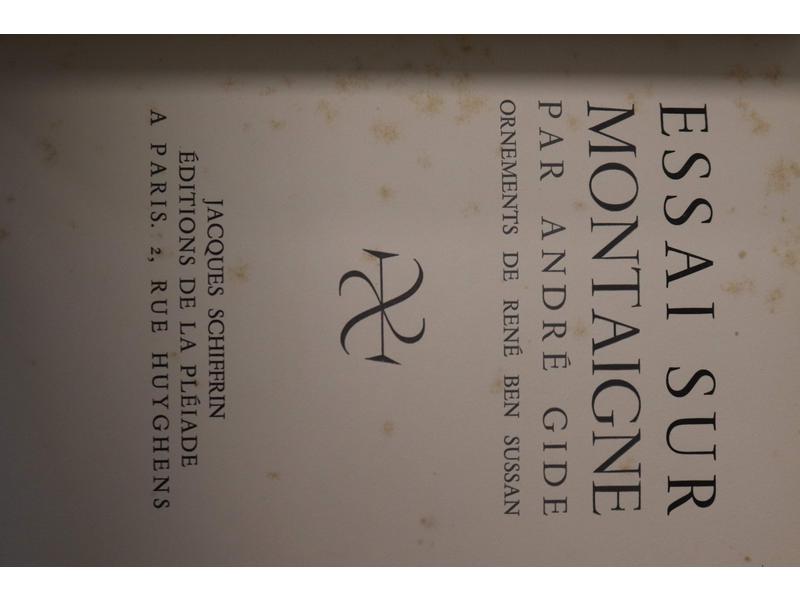 ESSAI SUR
MONTAIGNE
PAR ANDRÉ GIDE
ORNEMENTS DE RENÉ BEN SUSSAN
JACQUES SCHIFFRIN
ÉDITIONS DE LA PLÉIADE
A PARIS. 2, RUE HUYGHENS